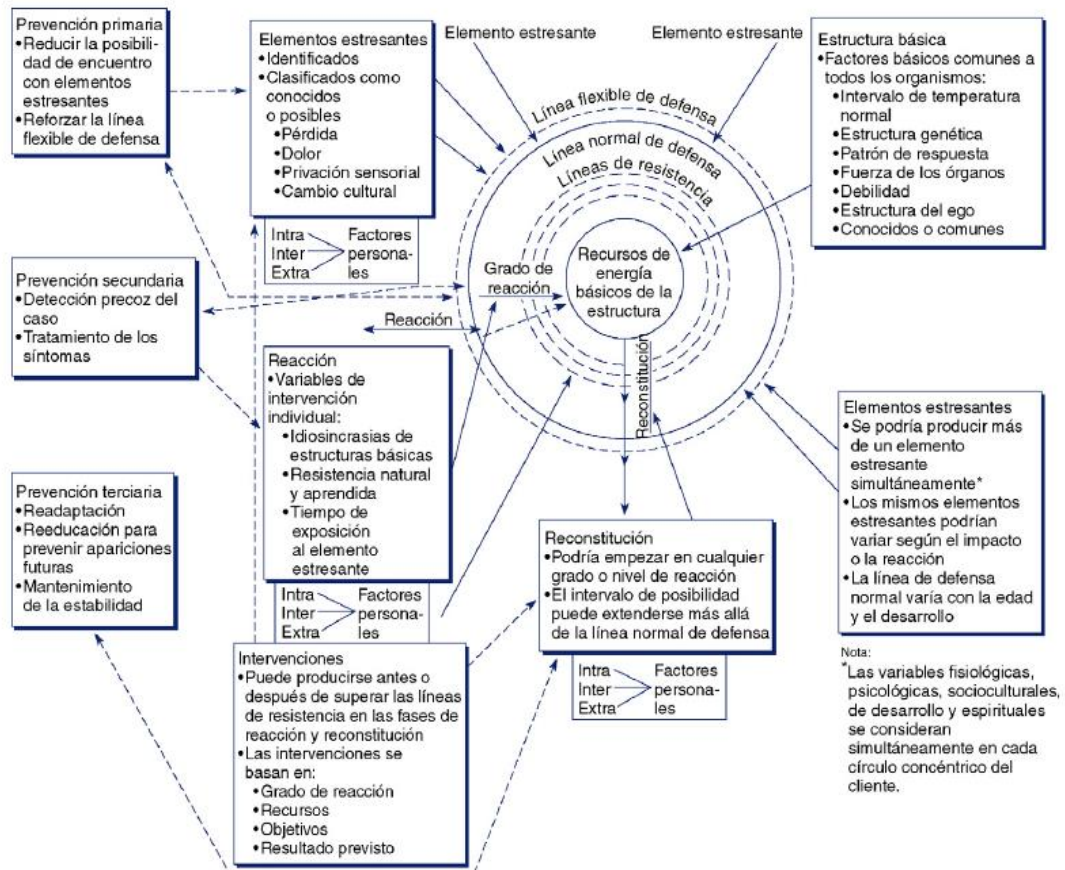 Prevención primaria
•Reducir la posibili-
dad de encuentro
con elementos
estresantes
•Reforzar la línea
flexible de defensa
Elementos estresantes
•Identificados
•Clasificados como
conocidos
o posibles
•Pérdida
•Dolor
•Privación sensorial
•Cambio cultural
Intra
Inter
Extra
Factores
persona-
les
Elemento estresante
Elemento estresante
Línea flexible de defensa
Línea normal de defensa
Líneas de resistencia
Recursos de
energía
básicos de la
estructura
Grado de
reacción
Reacción
Reconstitución
Estructura básica
•Factores básicos comunes a
todos los organismos:
•Intervalo de temperatura
normal
•Estructura genética
•Patrón de respuesta
•Fuerza de los órganos
•Debilidad
•Estructura del ego
•Conocidos o comunes
Prevención secundaria
•Detección precoz del
caso
•Tratamiento de los
síntomas
Reacción
•Variables de
intervención
individual:
•Idiosincrasias de
estructuras básicas
•Resistencia natural
y aprendida
•Tiempo de
exposición
al elemento
estresante
Intra
Inter
Extra
Factores
persona-
les
Elementos estresantes
•Se podría producir más
de un elemento
estresante
simultáneamente*
•Los mismos elementos
estresantes podrían
variar según el impacto
o la reacción
•La línea de defensa
normal varía con la edad
y el desarrollo
Prevención terciaria
•Readaptación
•Reeducación para
prevenir apariciones
futuras
•Mantenimiento
de la estabilidad
Reconstitución
•Podría empezar en cualquier
grado o nivel de reacción
•El intervalo de posibilidad
puede extenderse más allá
de la línea normal de defensa
Intra
Inter
Extra
Factores
persona-
les
Intervenciones
•Puede producirse antes o
después de superar las líneas
de resistencia en las fases de
reacción y reconstitución
•Las intervenciones se
basan en:
•Grado de reacción
•Recursos
•Objetivos
•Resultado previsto
Nota:
*Las variables fisiológicas,
psicológicas, socioculturales,
de desarrollo y espirituales
se consideran
simultáneamente en cada
círculo concéntrico del
cliente.